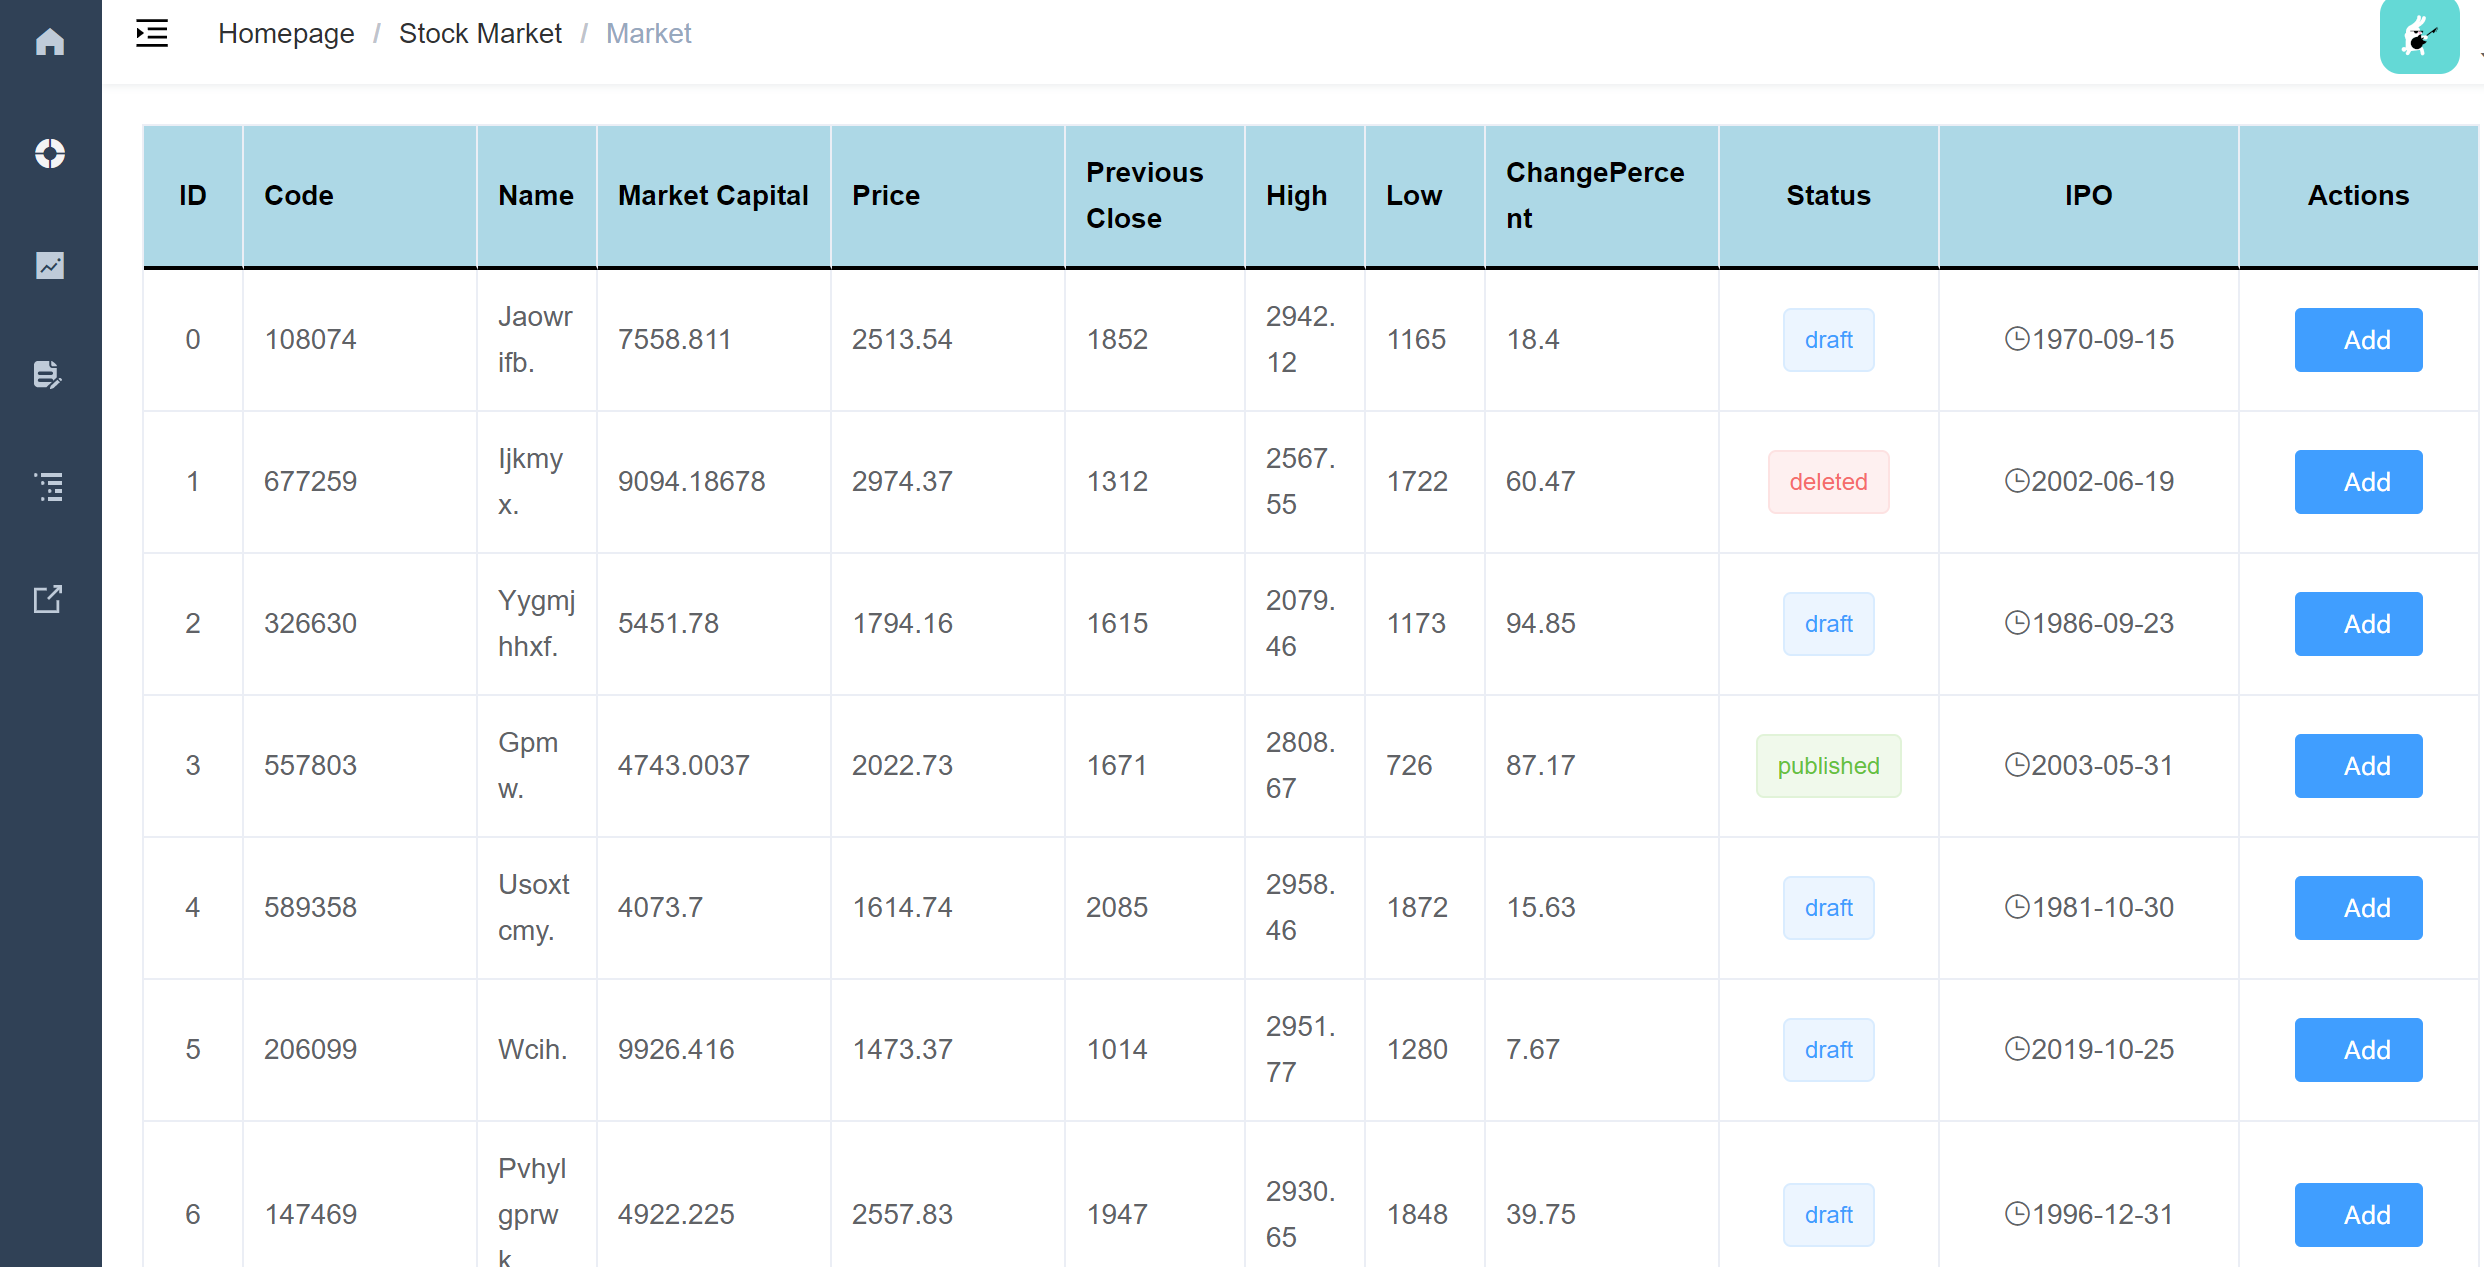 Homepage / Stock Market / Market
ID Code Name Market Capital Price Previous Close High Low ChangePercent Status IPO Actions
0 108074 Jaowrifb. 7558.811 2513.54 1852 2942.12 1165 18.4 draft 1970-09-15 Add
1 677259 Ijkmyx. 9094.18678 2974.37 1312 2567.55 1722 60.47 deleted 2002-06-19 Add
2 326630 Yygmjhhxf. 5451.78 1794.16 1615 2079.46 1173 94.85 draft 1986-09-23 Add
3 557803 Gpmw. 4743.0037 2022.73 1671 2808.67 726 87.17 published 2003-05-31 Add
4 589358 Usoxtcmy. 4073.7 1614.74 2085 2958.46 1872 15.63 draft 1981-10-30 Add
5 206099 Wcih. 9926.416 1473.37 1014 2951.77 1280 7.67 draft 2019-10-25 Add
6 147469 Pvhylgprwk 4922.225 2557.83 1947 2930.65 1848 39.75 draft 1996-12-31 Add